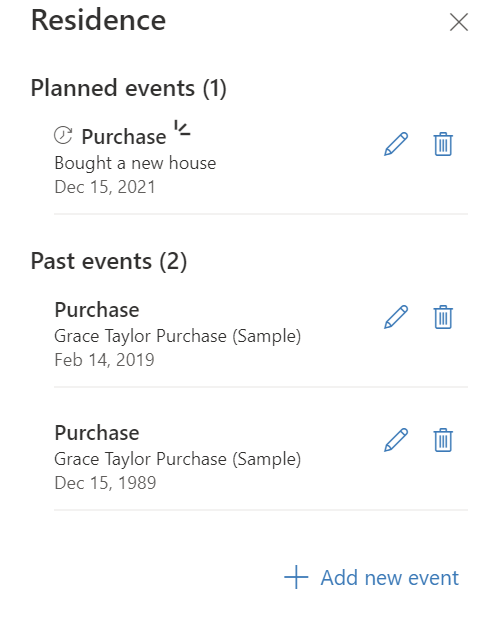 Residence
Planned events (1)
Purchase
Bought a new house
Dec 15, 2021
Past events (2)
Purchase
Grace Taylor Purchase (Sample)
Feb 14, 2019
Purchase
Grace Taylor Purchase (Sample)
Dec 15, 1989
Add new event